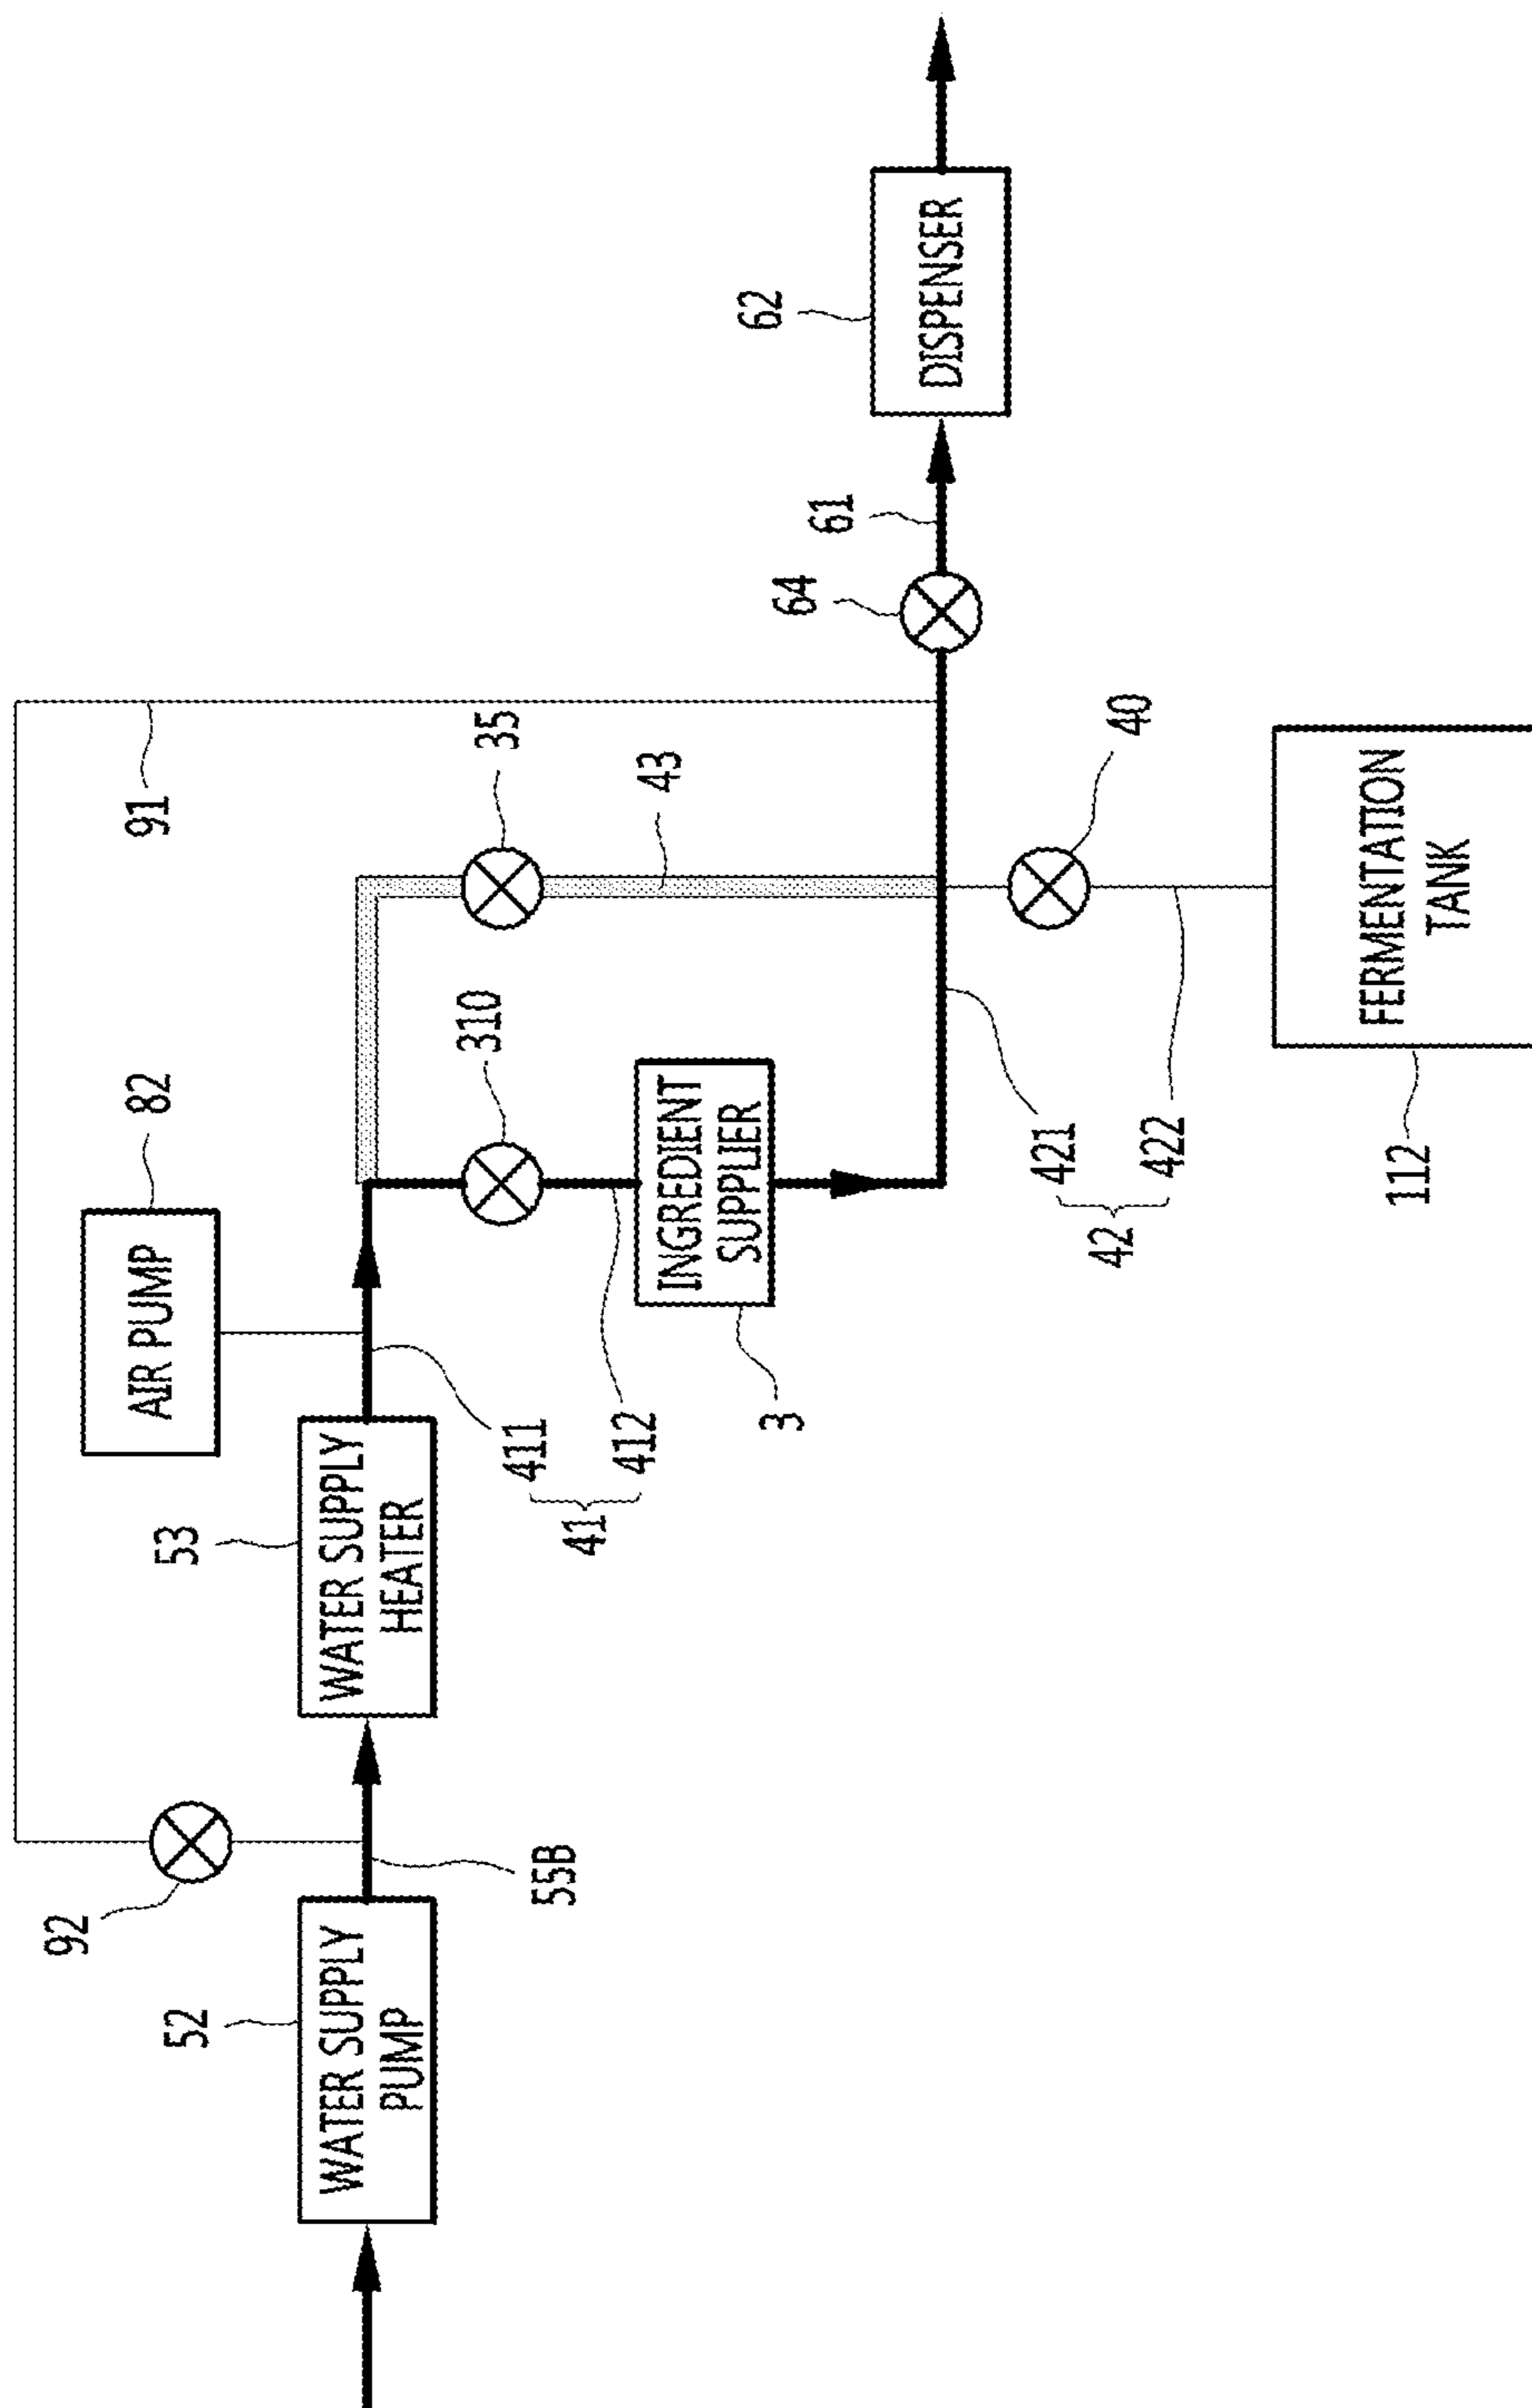 91
92
82
AIR PUMP
52
WATER SUPPLY
PUMP
55B
53
WATER SUPPLY
HEATER
411
412
41
310
35
43
INGREDIENT
SUPPLIER
3
64
61
62
DISPENSER
421
422
42
40
FERMENTATION
TANK
112